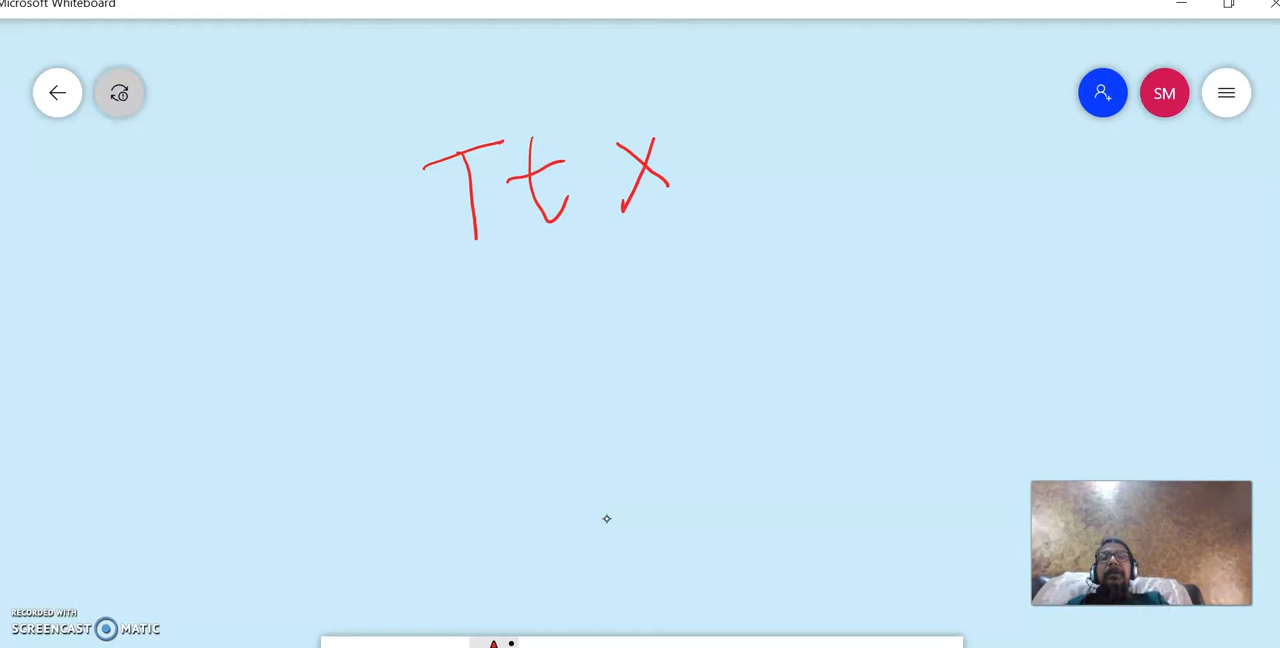 Microsoft Whiteboard
SM
T t X
RECORDED WITH
SCREENCAST MATIC